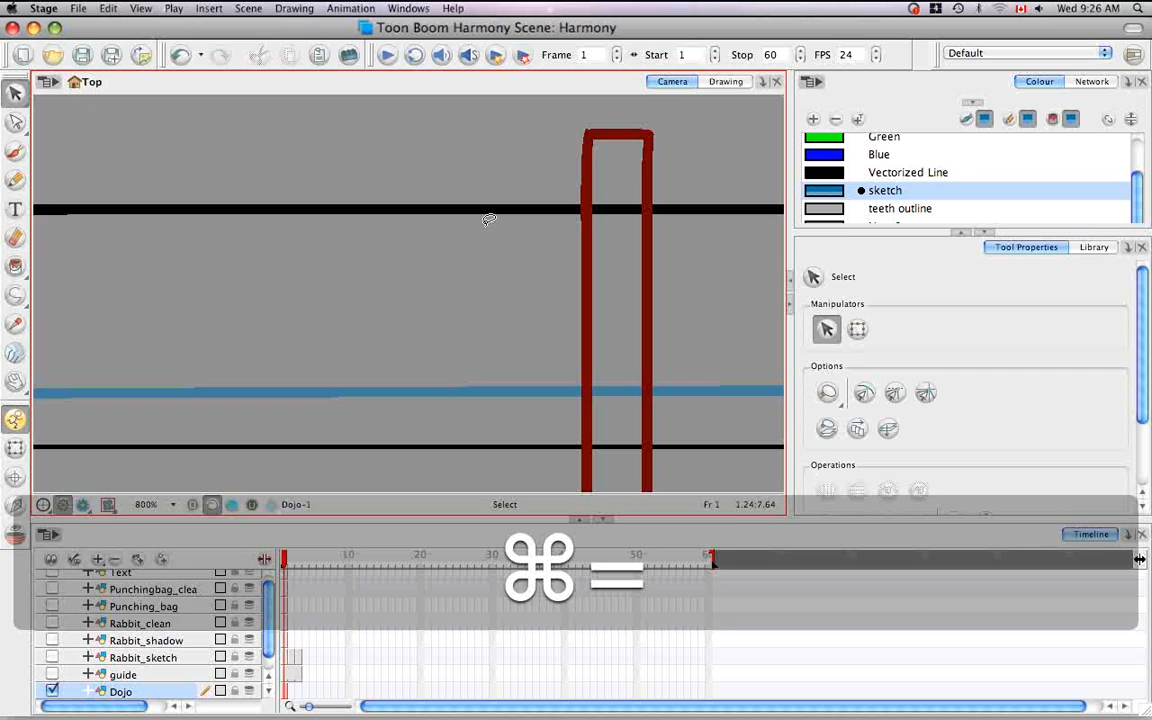 Stage File Edit View Play Insert Scene Drawing Animation Windows Help Wed 9:26 AM
Toon Boom Harmony Scene: Harmony
Frame 1 Start 1 Stop 60 FPS 24 Default
Top Camera Drawing Colour Network
Green
Blue
Vectorized Line
sketch
teeth outline
Tool Properties Library
Select
Manipulators
Options
Operations
800% Dojo-1 Select Fr 1 1.24:7.64
Timeline
10 20 30 50
⌘ =
Text
Punchingbag_clea
Punching_bag
Rabbit_clean
Rabbit_shadow
Rabbit_sketch
guide
Dojo